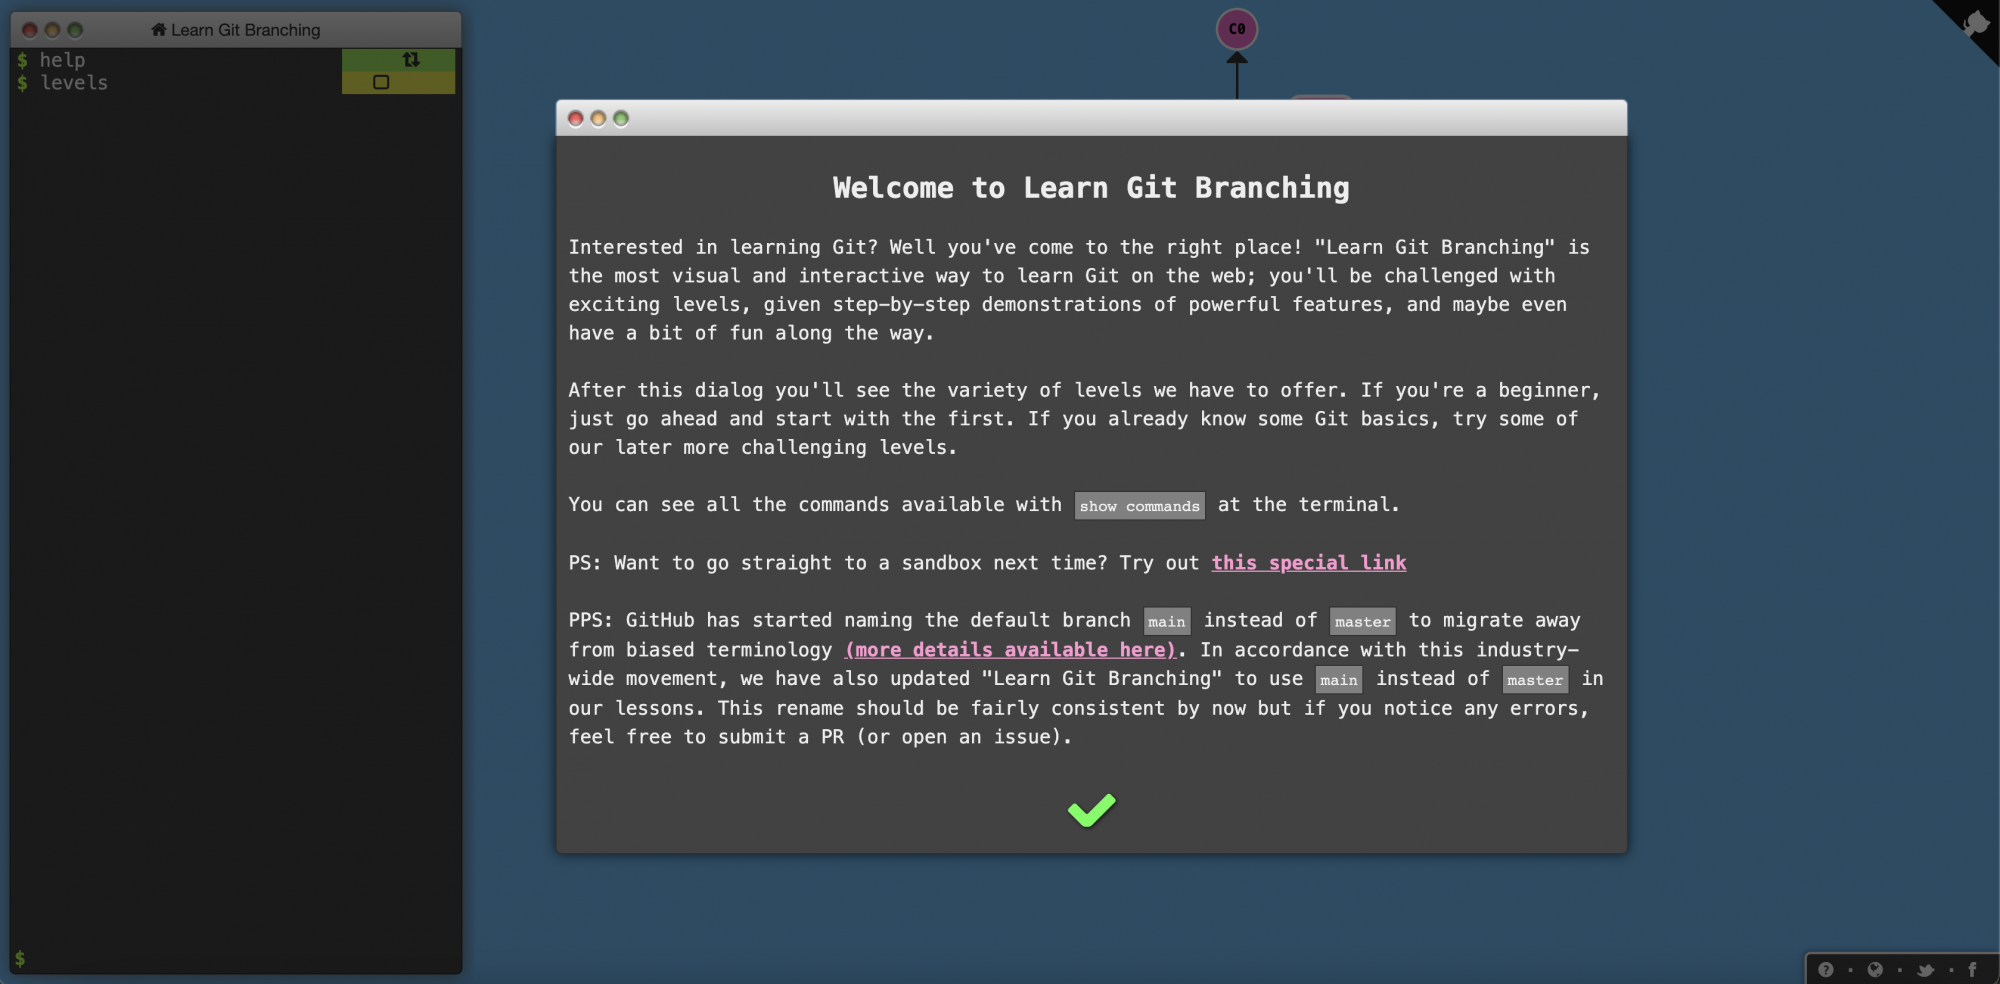 Learn Git Branching
$ help
$ levels
C0
Welcome to Learn Git Branching
Interested in learning Git? Well you've come to the right place! "Learn Git Branching" is
the most visual and interactive way to learn Git on the web; you'll be challenged with
exciting levels, given step-by-step demonstrations of powerful features, and maybe even
have a bit of fun along the way.
After this dialog you'll see the variety of levels we have to offer. If you're a beginner,
just go ahead and start with the first. If you already know some Git basics, try some of
our later more challenging levels.
You can see all the commands available with show commands at the terminal.
PS: Want to go straight to a sandbox next time? Try out this special link
PPS: GitHub has started naming the default branch main instead of master to migrate away
from biased terminology (more details available here). In accordance with this industry-
wide movement, we have also updated "Learn Git Branching" to use main instead of master in
our lessons. This rename should be fairly consistent by now but if you notice any errors,
feel free to submit a PR (or open an issue).
$